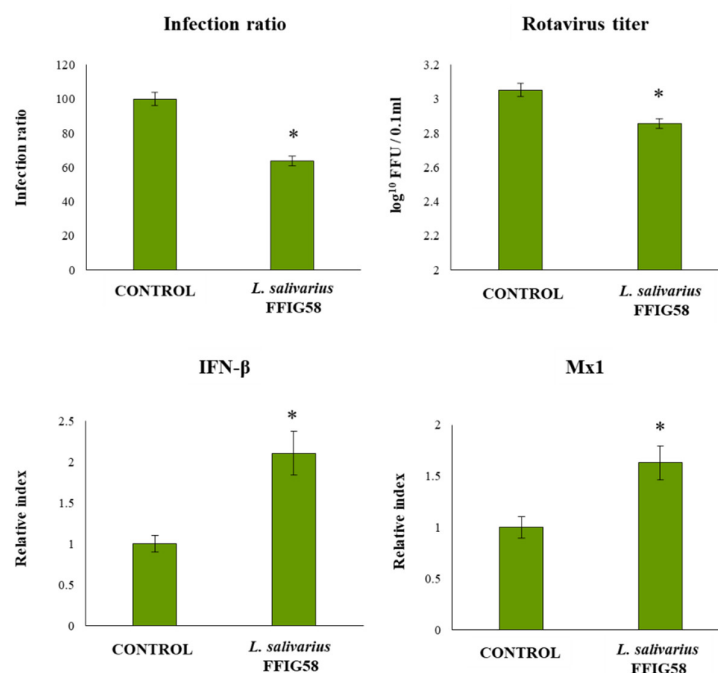 Infection ratio
120
100
80
60
40
20
0
Infection ratio
*
CONTROL
L. salivarius
FFIG58
Rotavirus titer
3.2
3
2.8
2.6
2.4
2.2
2
log¹⁰ FFU / 0.1ml
*
CONTROL
L. salivarius
FFIG58
IFN-β
2.5
2
1.5
1
0.5
0
Relative index
*
CONTROL
L. salivarius
FFIG58
Mx1
2
1.5
1
0.5
0
Relative index
*
CONTROL
L. salivarius
FFIG58